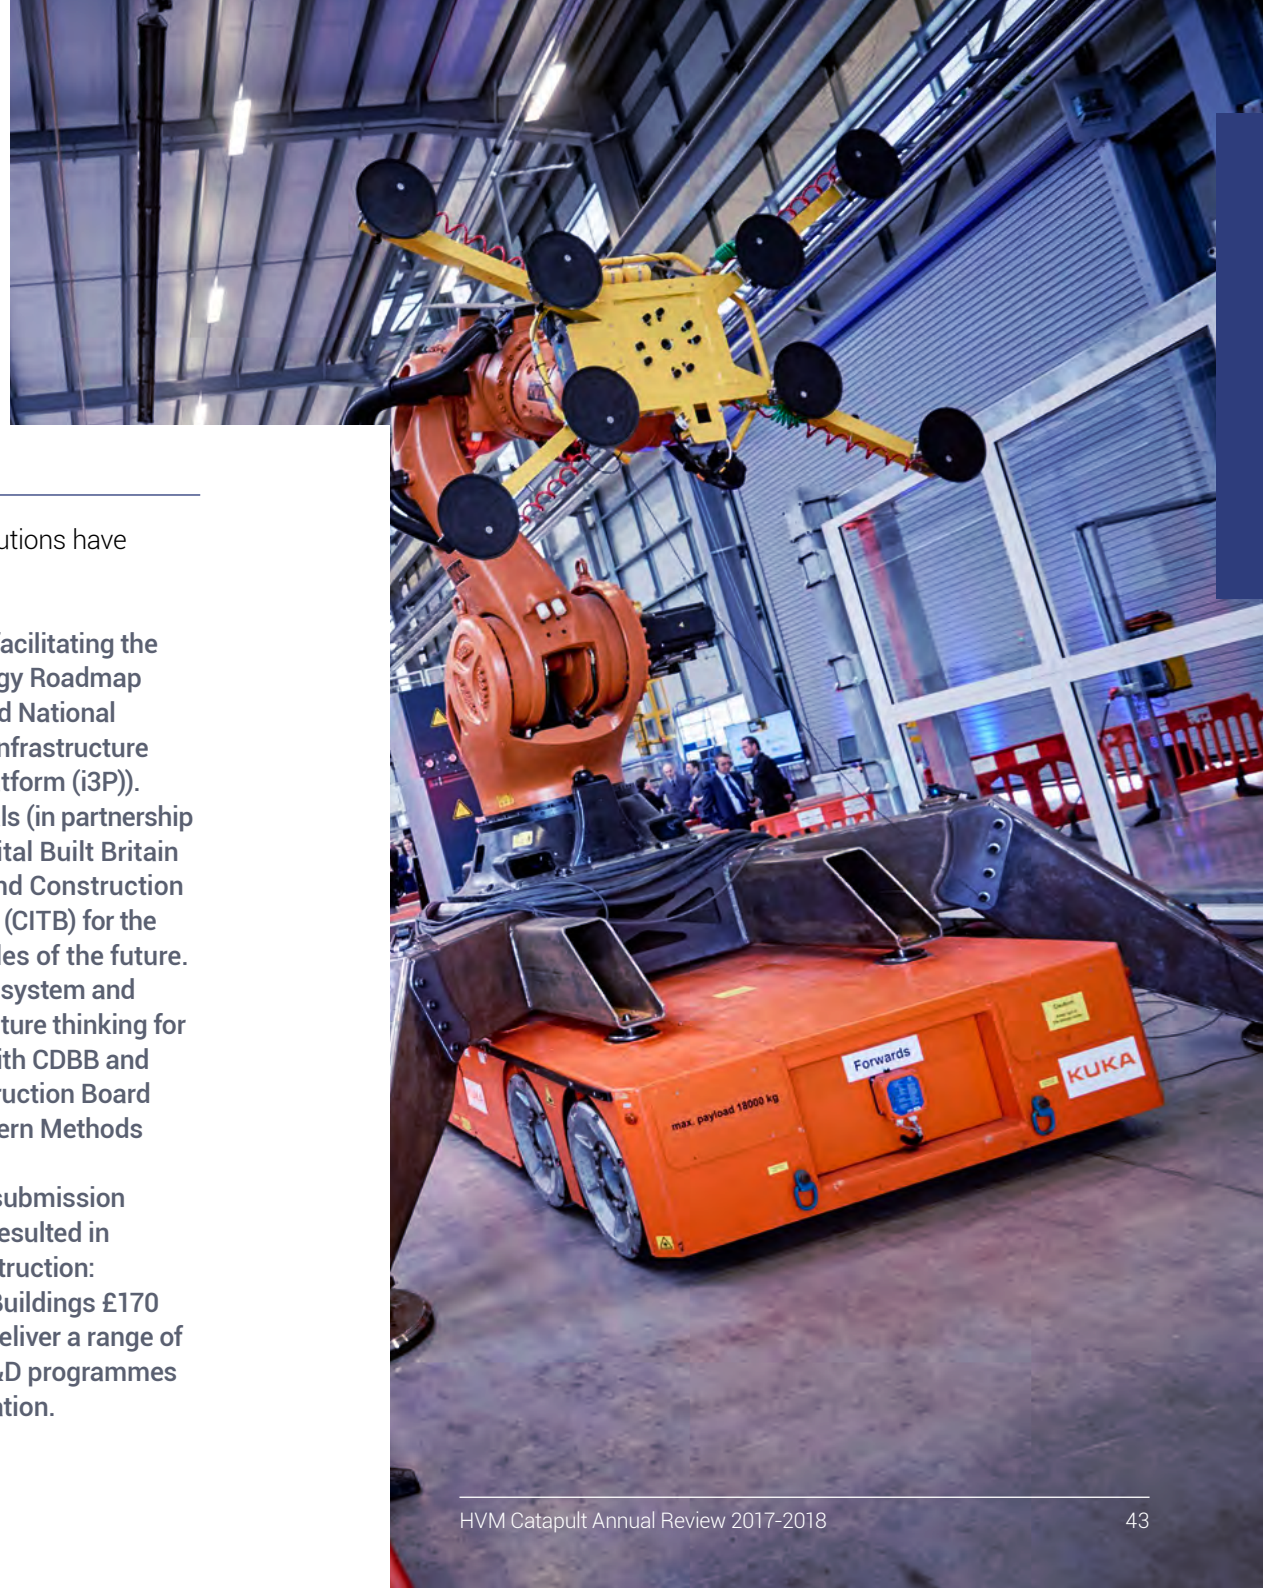 utions have
acilitating the
gy Roadmap
d National
nfrastructure
tform (i3P)).
ls (in partnership
ital Built Britain
nd Construction
(CITB) for the
les of the future.
system and
ture thinking for
ith CDBB and
ruction Board
ern Methods
submission
esulted in
truction:
Buildings £170
eliver a range of
&D programmes
ation.
Forwards
KUKA
max. payload 18000 kg
KUKA
HVM Catapult Annual Review 2017-2018
43